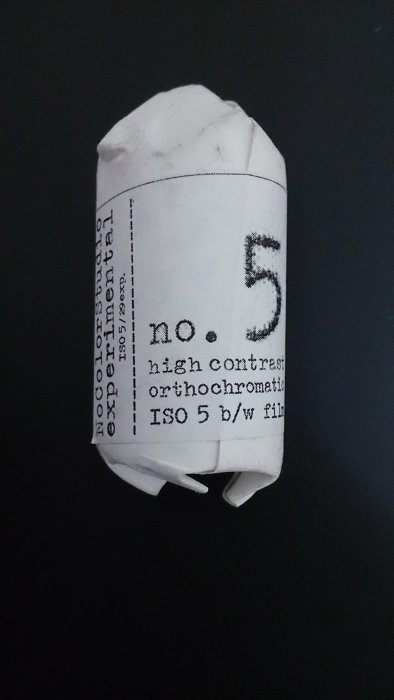 NoColorStudio
experimental
ISO 5/29exp.
no. 5
high contrast
orthochromatic
ISO 5 b/w film